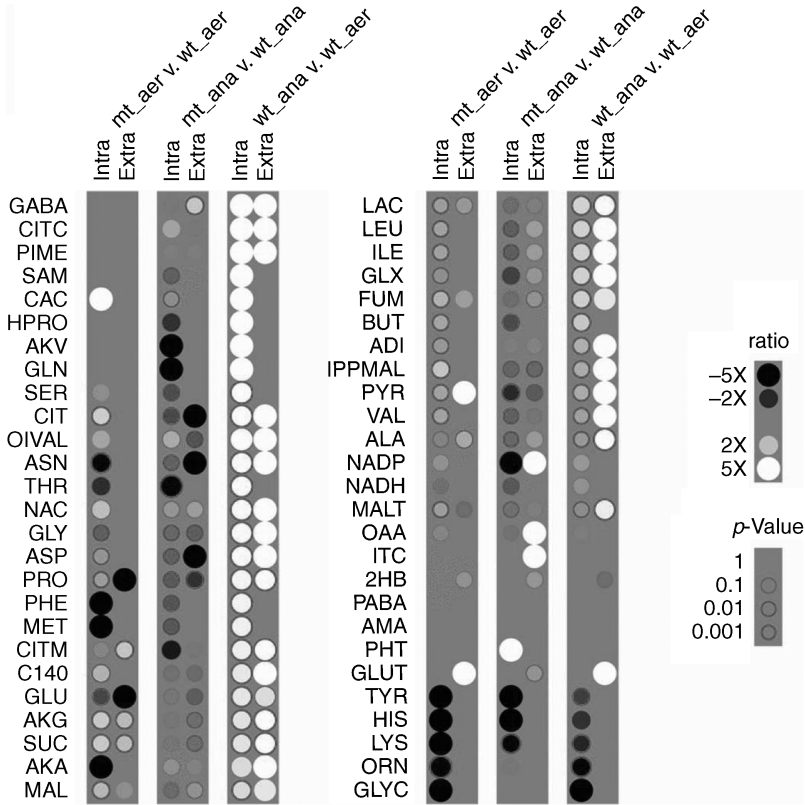 mt_aer v. wt_aer
mt_ana v. wt_ana
wt_ana v. wt_aer
Intra
Extra
Intra
Extra
Intra
Extra
GABA
CITC
PIME
SAM
CAC
HPRO
AKV
GLN
SER
CIT
OIVAL
ASN
THR
NAC
GLY
ASP
PRO
PHE
MET
CITM
C140
GLU
AKG
SUC
AKA
MAL
mt_aer v. wt_aer
mt_ana v. wt_ana
wt_ana v. wt_aer
Intra
Extra
Intra
Extra
Intra
Extra
LAC
LEU
ILE
GLX
FUM
BUT
ADI
IPPMAL
PYR
VAL
ALA
NADP
NADH
MALT
OAA
ITC
2HB
PABA
AMA
PHT
GLUT
TYR
HIS
LYS
ORN
GLYC
ratio
–5X
–2X
2X
5X
p-Value
1
0.1
0.01
0.001